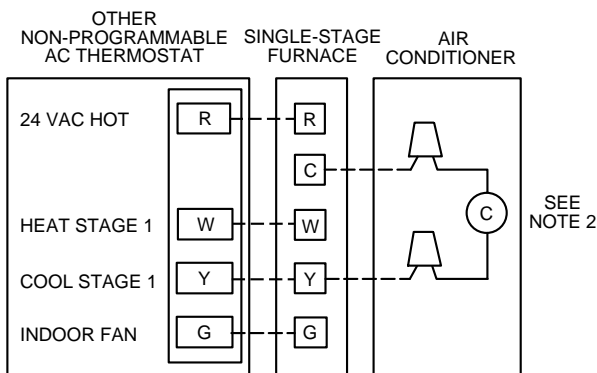 OTHER
NON-PROGRAMMABLE
AC THERMOSTAT
SINGLE-STAGE
FURNACE
AIR
CONDITIONER
24 VAC HOT
R
R
C
HEAT STAGE 1
W
W
C
SEE
NOTE 2
COOL STAGE 1
Y
Y
INDOOR FAN
G
G